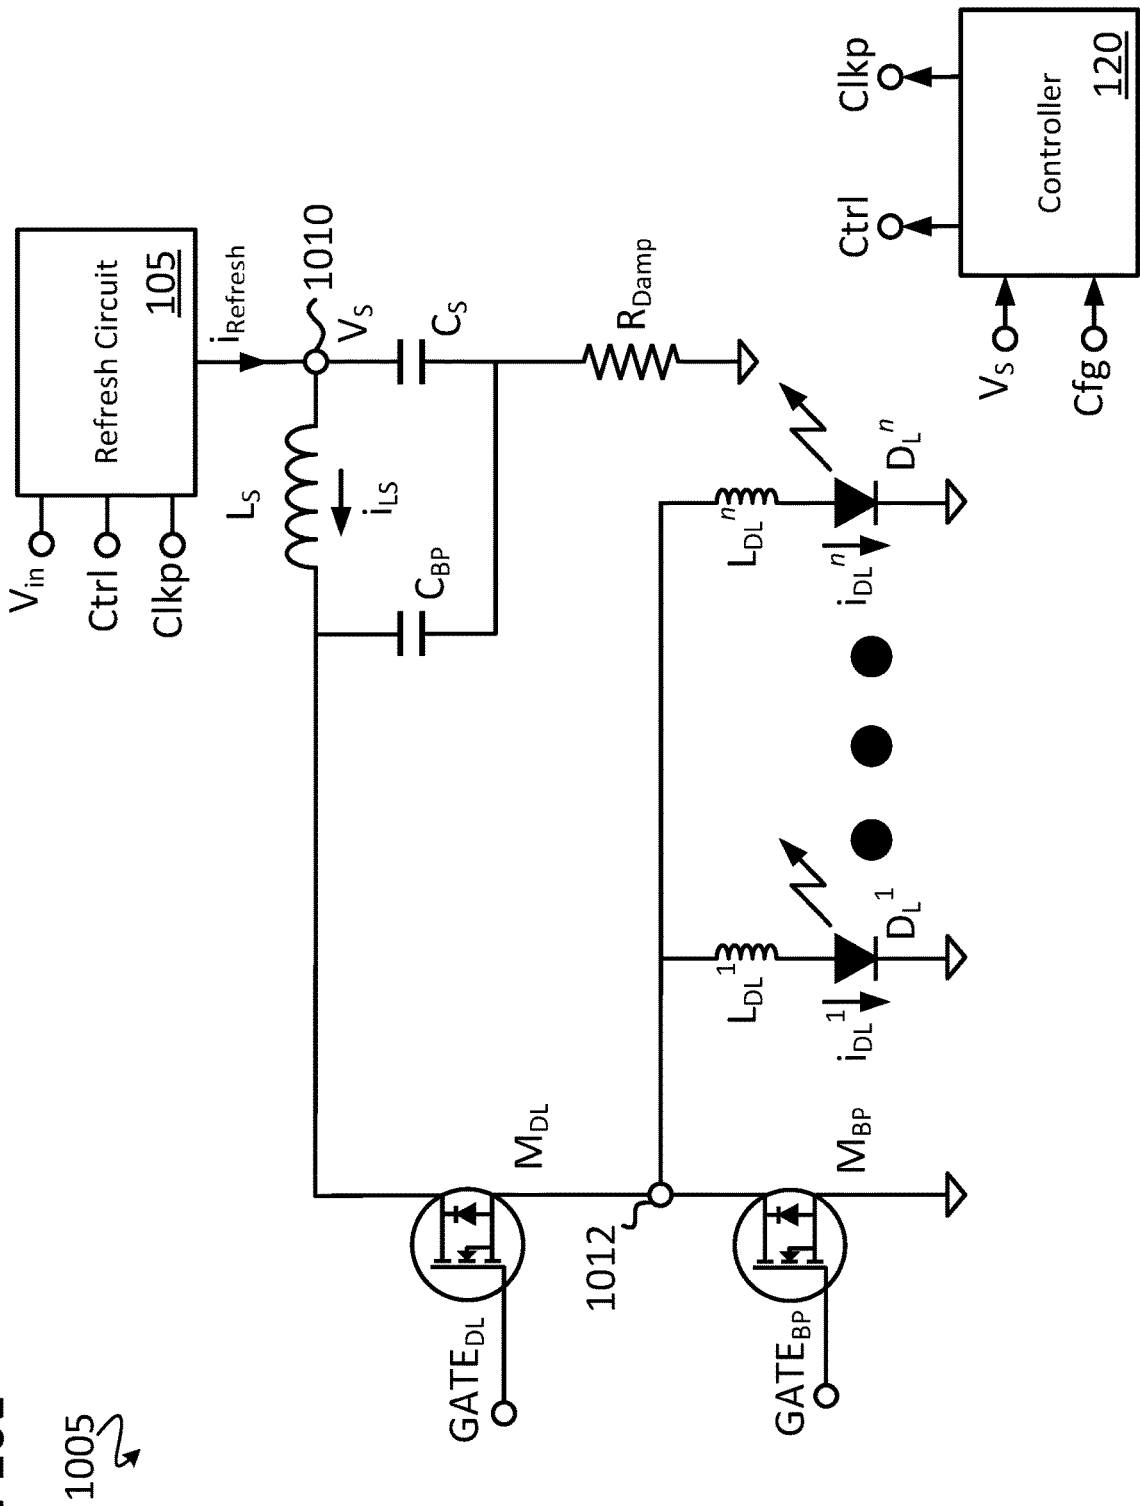 1005
V_in
Ctrl
Clkp
Refresh Circuit
105
i_Refresh
1010
V_S
L_S
i_LS
C_S
C_BP
R_Damp
GATE_DL
M_DL
1012
GATE_BP
M_BP
L_DL^1
i_DL^1
D_L^1
L_DL^n
i_DL^n
D_L^n
V_S
Cfg
Ctrl
Clkp
Controller
120